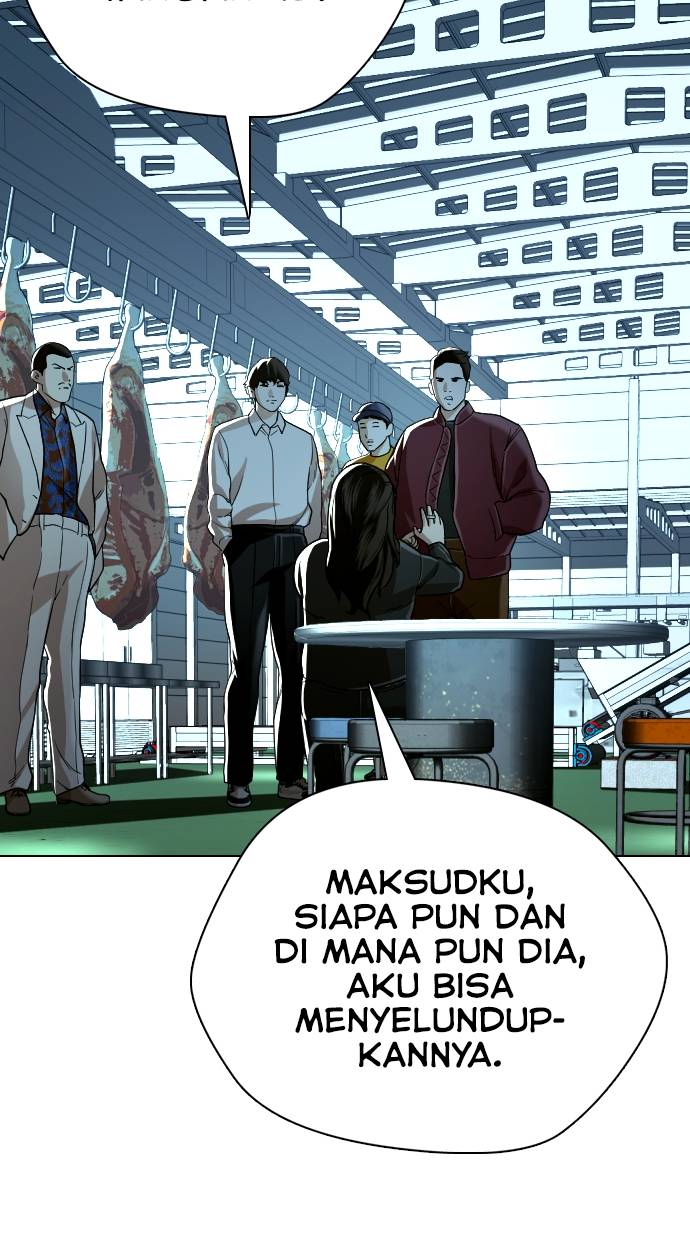 MAKSUDKU,
SIAPA PUN DAN
DI MANA PUN DIA,
AKU BISA
MENYELUNDUP-
KANNYA.